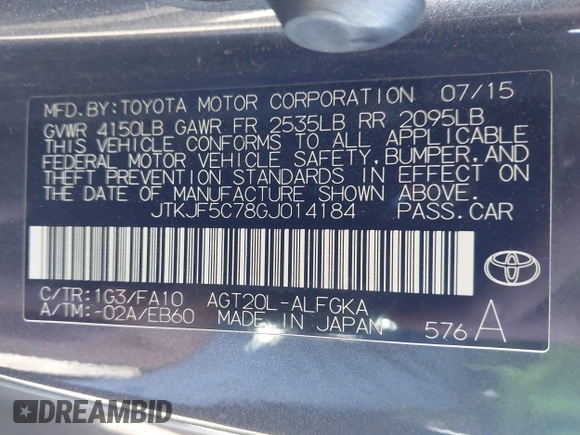 MFD.BY:TOYOTA MOTOR CORPORATION 07/15
GVWR 4150LB GAWR FR 2535LB RR 2095LB
THIS VEHICLE CONFORMS TO ALL APPLICABLE
FEDERAL MOTOR VEHICLE SAFETY,BUMPER,AND
THEFT PREVENTION STANDARDS IN EFFECT ON
THE DATE OF MANUFACTURE SHOWN ABOVE.
JTKJF5C78GJ014184 PASS.CAR
C/TR:1G3/FA10 AGT20L-ALFGKA
A/TM:-02A/EB60 MADE IN JAPAN 576A
DREAMBID